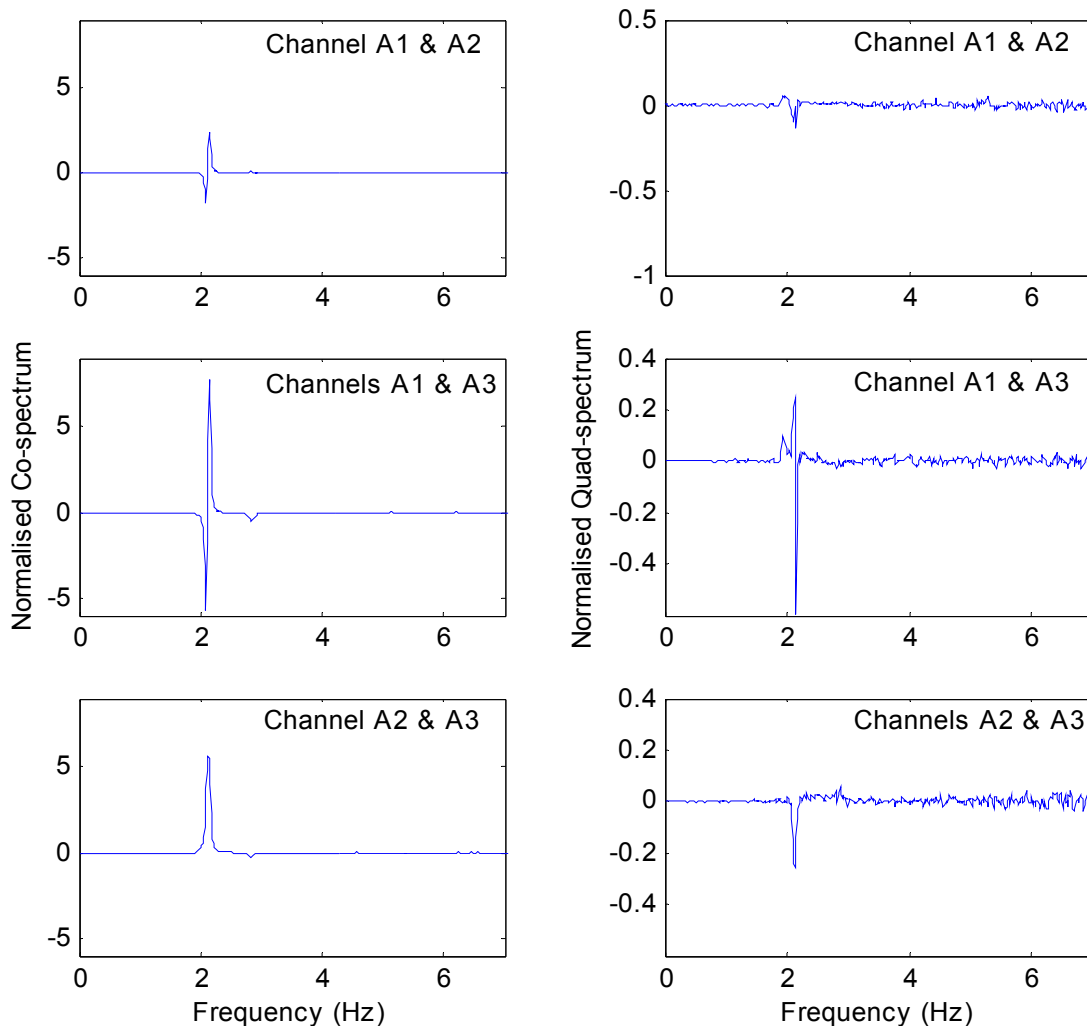 Channel A1 & A2
5
0
-5
0 2 4 6
Channel A1 & A2
0.5
0
-0.5
-1
0 2 4 6
Normalised Co-spectrum
Channels A1 & A3
5
0
-5
0 2 4 6
Normalised Quad-spectrum
Channel A1 & A3
0.4
0.2
0
-0.2
-0.4
0 2 4 6
Channel A2 & A3
5
0
-5
0 2 4 6
Frequency (Hz)
Channels A2 & A3
0.4
0.2
0
-0.2
-0.4
0 2 4 6
Frequency (Hz)